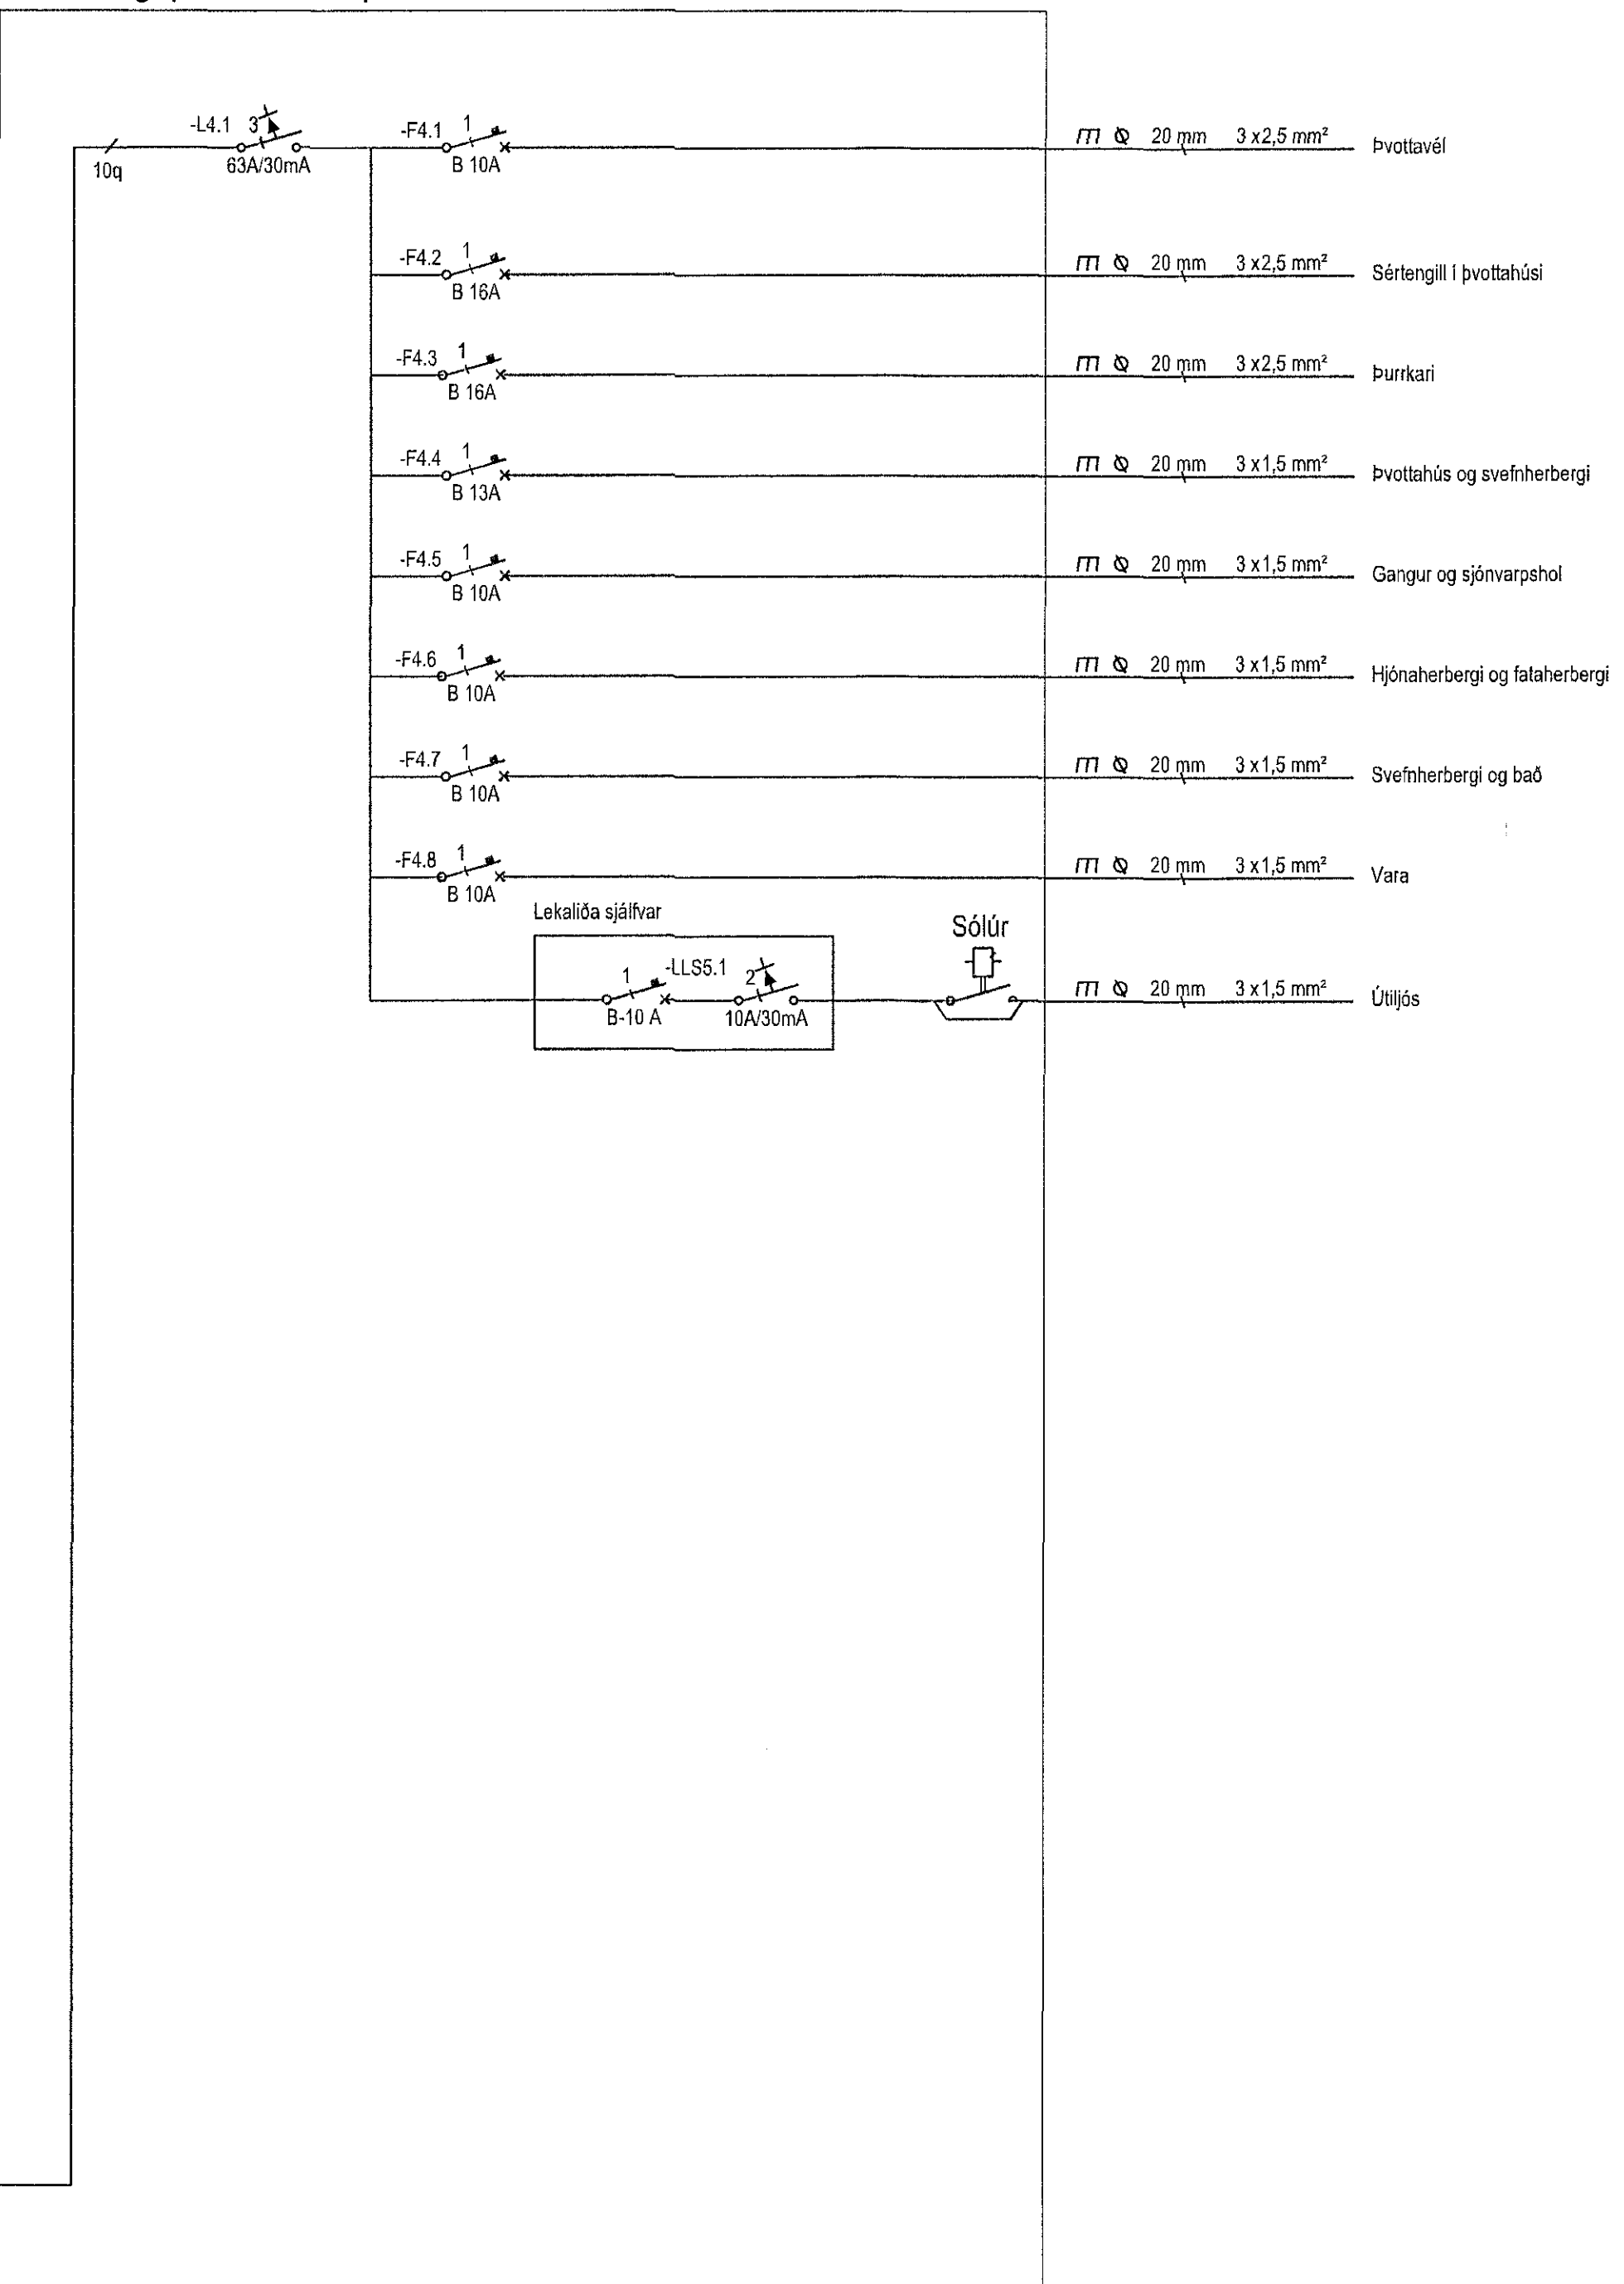 -L4.1 3
10q 63A/30mA
-F4.1 1
B 10A
20 mm 3 x2,5 mm² Þvottavél
-F4.2 1
B 16A
20 mm 3 x2,5 mm² Sértengill í þvottahúsi
-F4.3 1
B 16A
20 mm 3 x2,5 mm² Þurrkari
-F4.4 1
B 13A
20 mm 3 x1,5 mm² Þvottahús og svefnherbergi
-F4.5 1
B 10A
20 mm 3 x1,5 mm² Gangur og sjónvarpshol
-F4.6 1
B 10A
20 mm 3 x1,5 mm² Hjónaherbergi og fataherbergi
-F4.7 1
B 10A
20 mm 3 x1,5 mm² Svefnherbergi og bað
-F4.8 1
B 10A
20 mm 3 x1,5 mm² Vara
Lekaliða sjálfvar
Sólúr
1 -LLS5.1 2
B-10 A 10A/30mA
20 mm 3 x1,5 mm² Útiljós